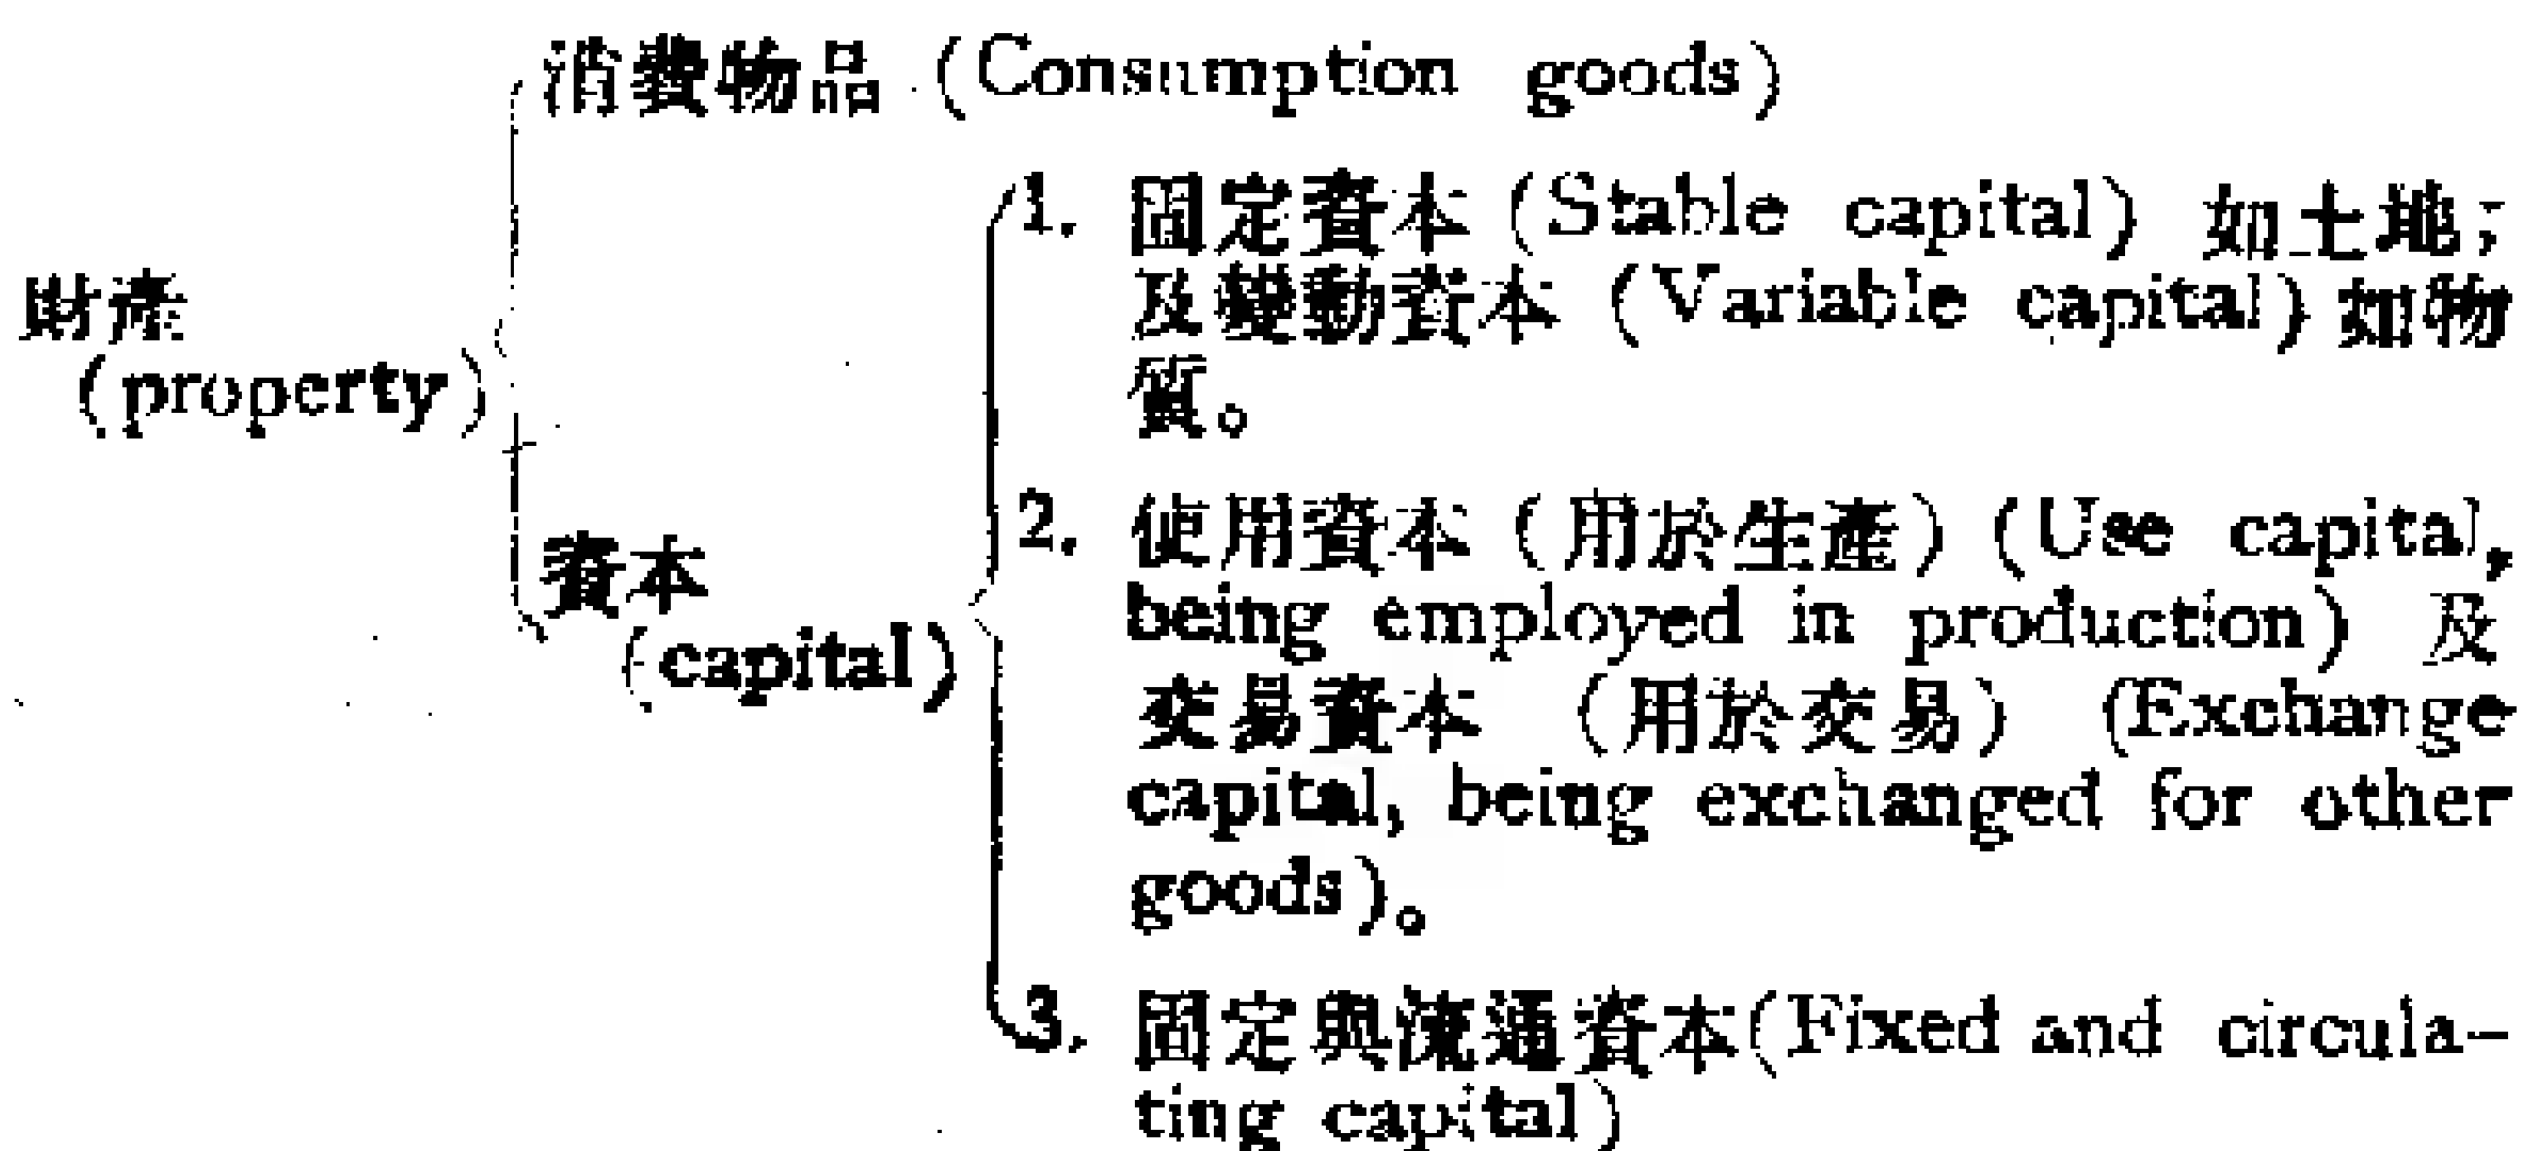 消費物品 (Consumption goods)
財產
(property)
資本
(capital)
1. 固定資本 (Stable capital) 如土地;
及變動資本 (Variable capital) 如物
質。
2. 使用資本 (用於生產) (Use capital,
being employed in production) 及
交易資本 (用於交易) (Exchange
capital, being exchanged for other
goods)。
3. 固定與流通資本(Fixed and circula-
ting capital)